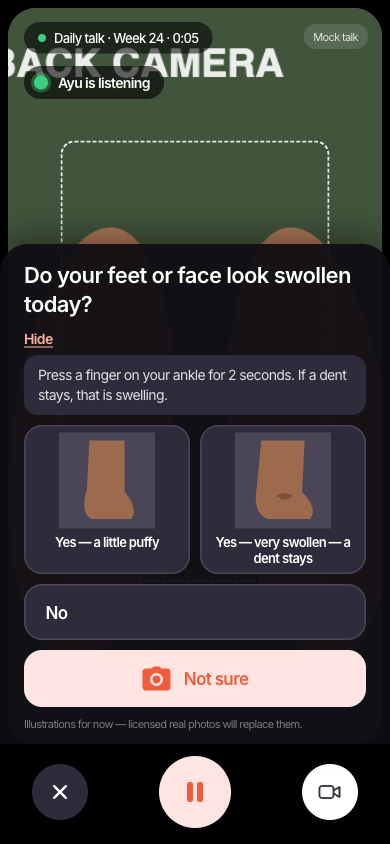 Daily talk · Week 24 · 0:05
Mock talk
BACK CAMERA
Ayu is listening
Do your feet or face look swollen
today?
Hide
Press a finger on your ankle for 2 seconds. If a dent
stays, that is swelling.
Yes — a little puffy
Yes — very swollen — a
dent stays
No
Not sure
Illustrations for now — licensed real photos will replace them.